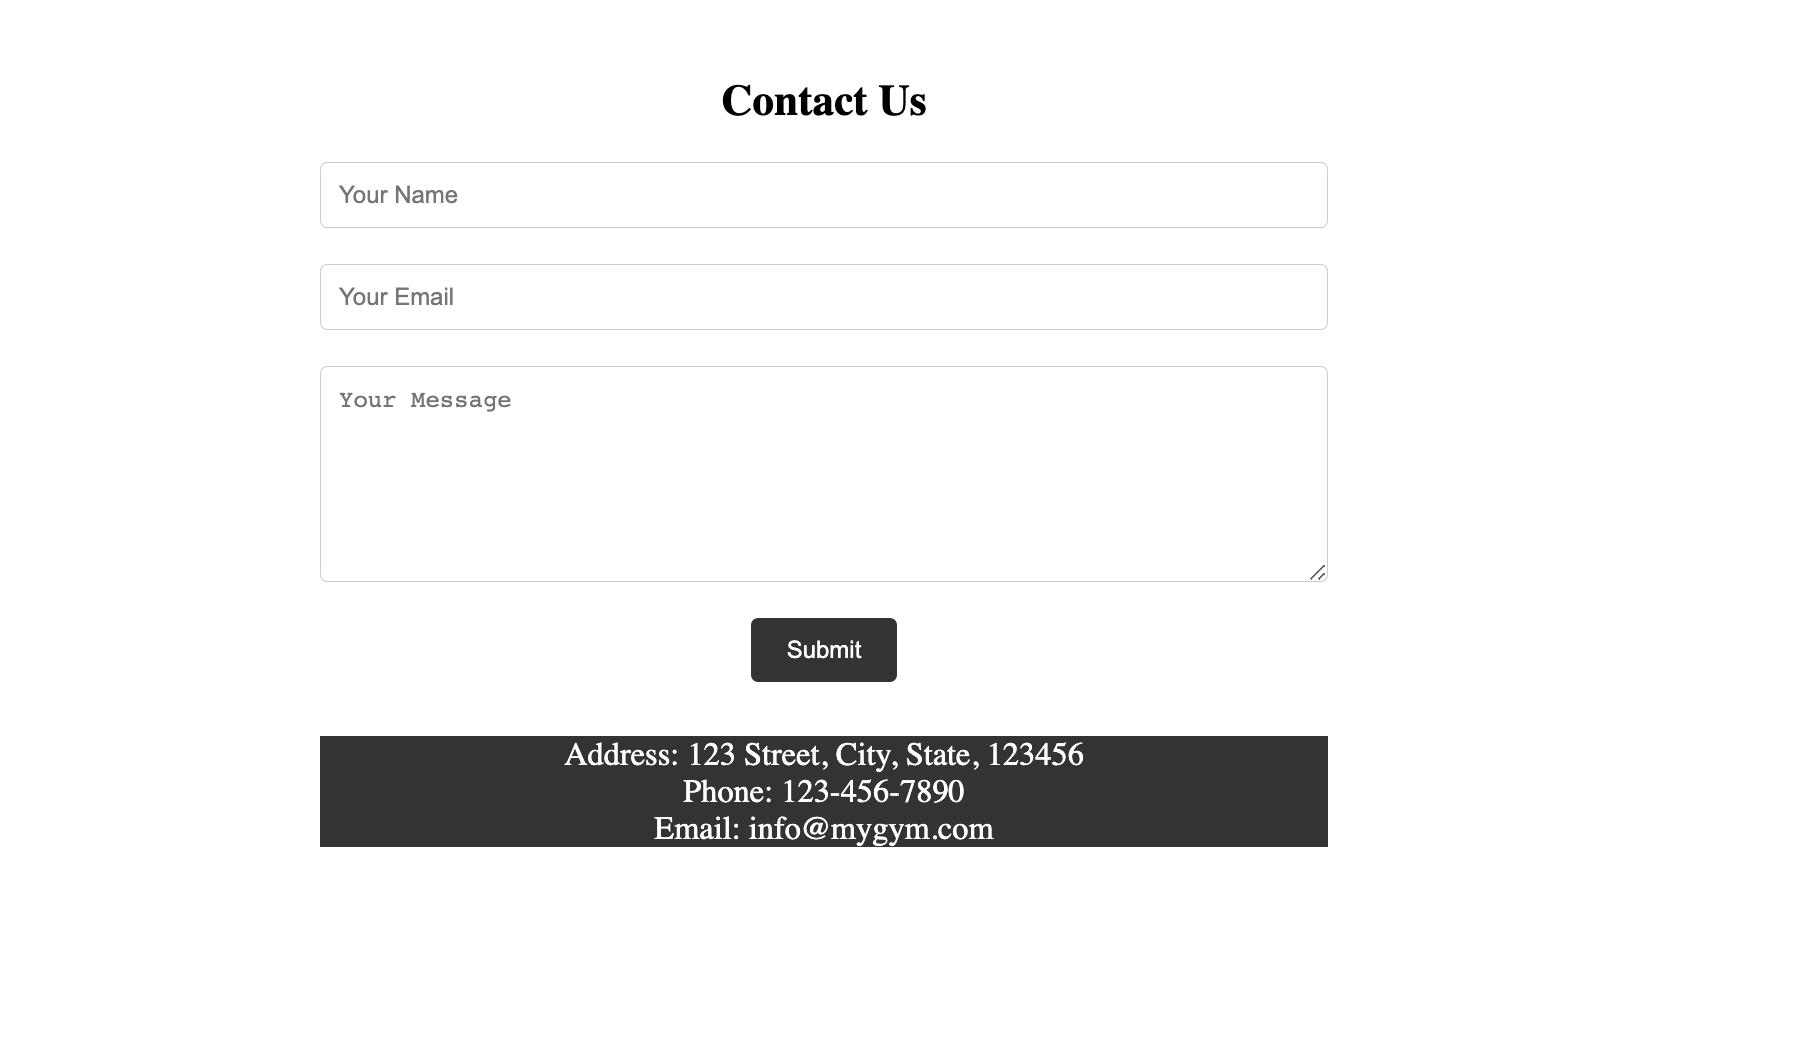 Contact Us
Your Name
Your Email
Your Message
Submit
Address: 123 Street, City, State, 123456
Phone: 123-456-7890
Email: info@mygym.com